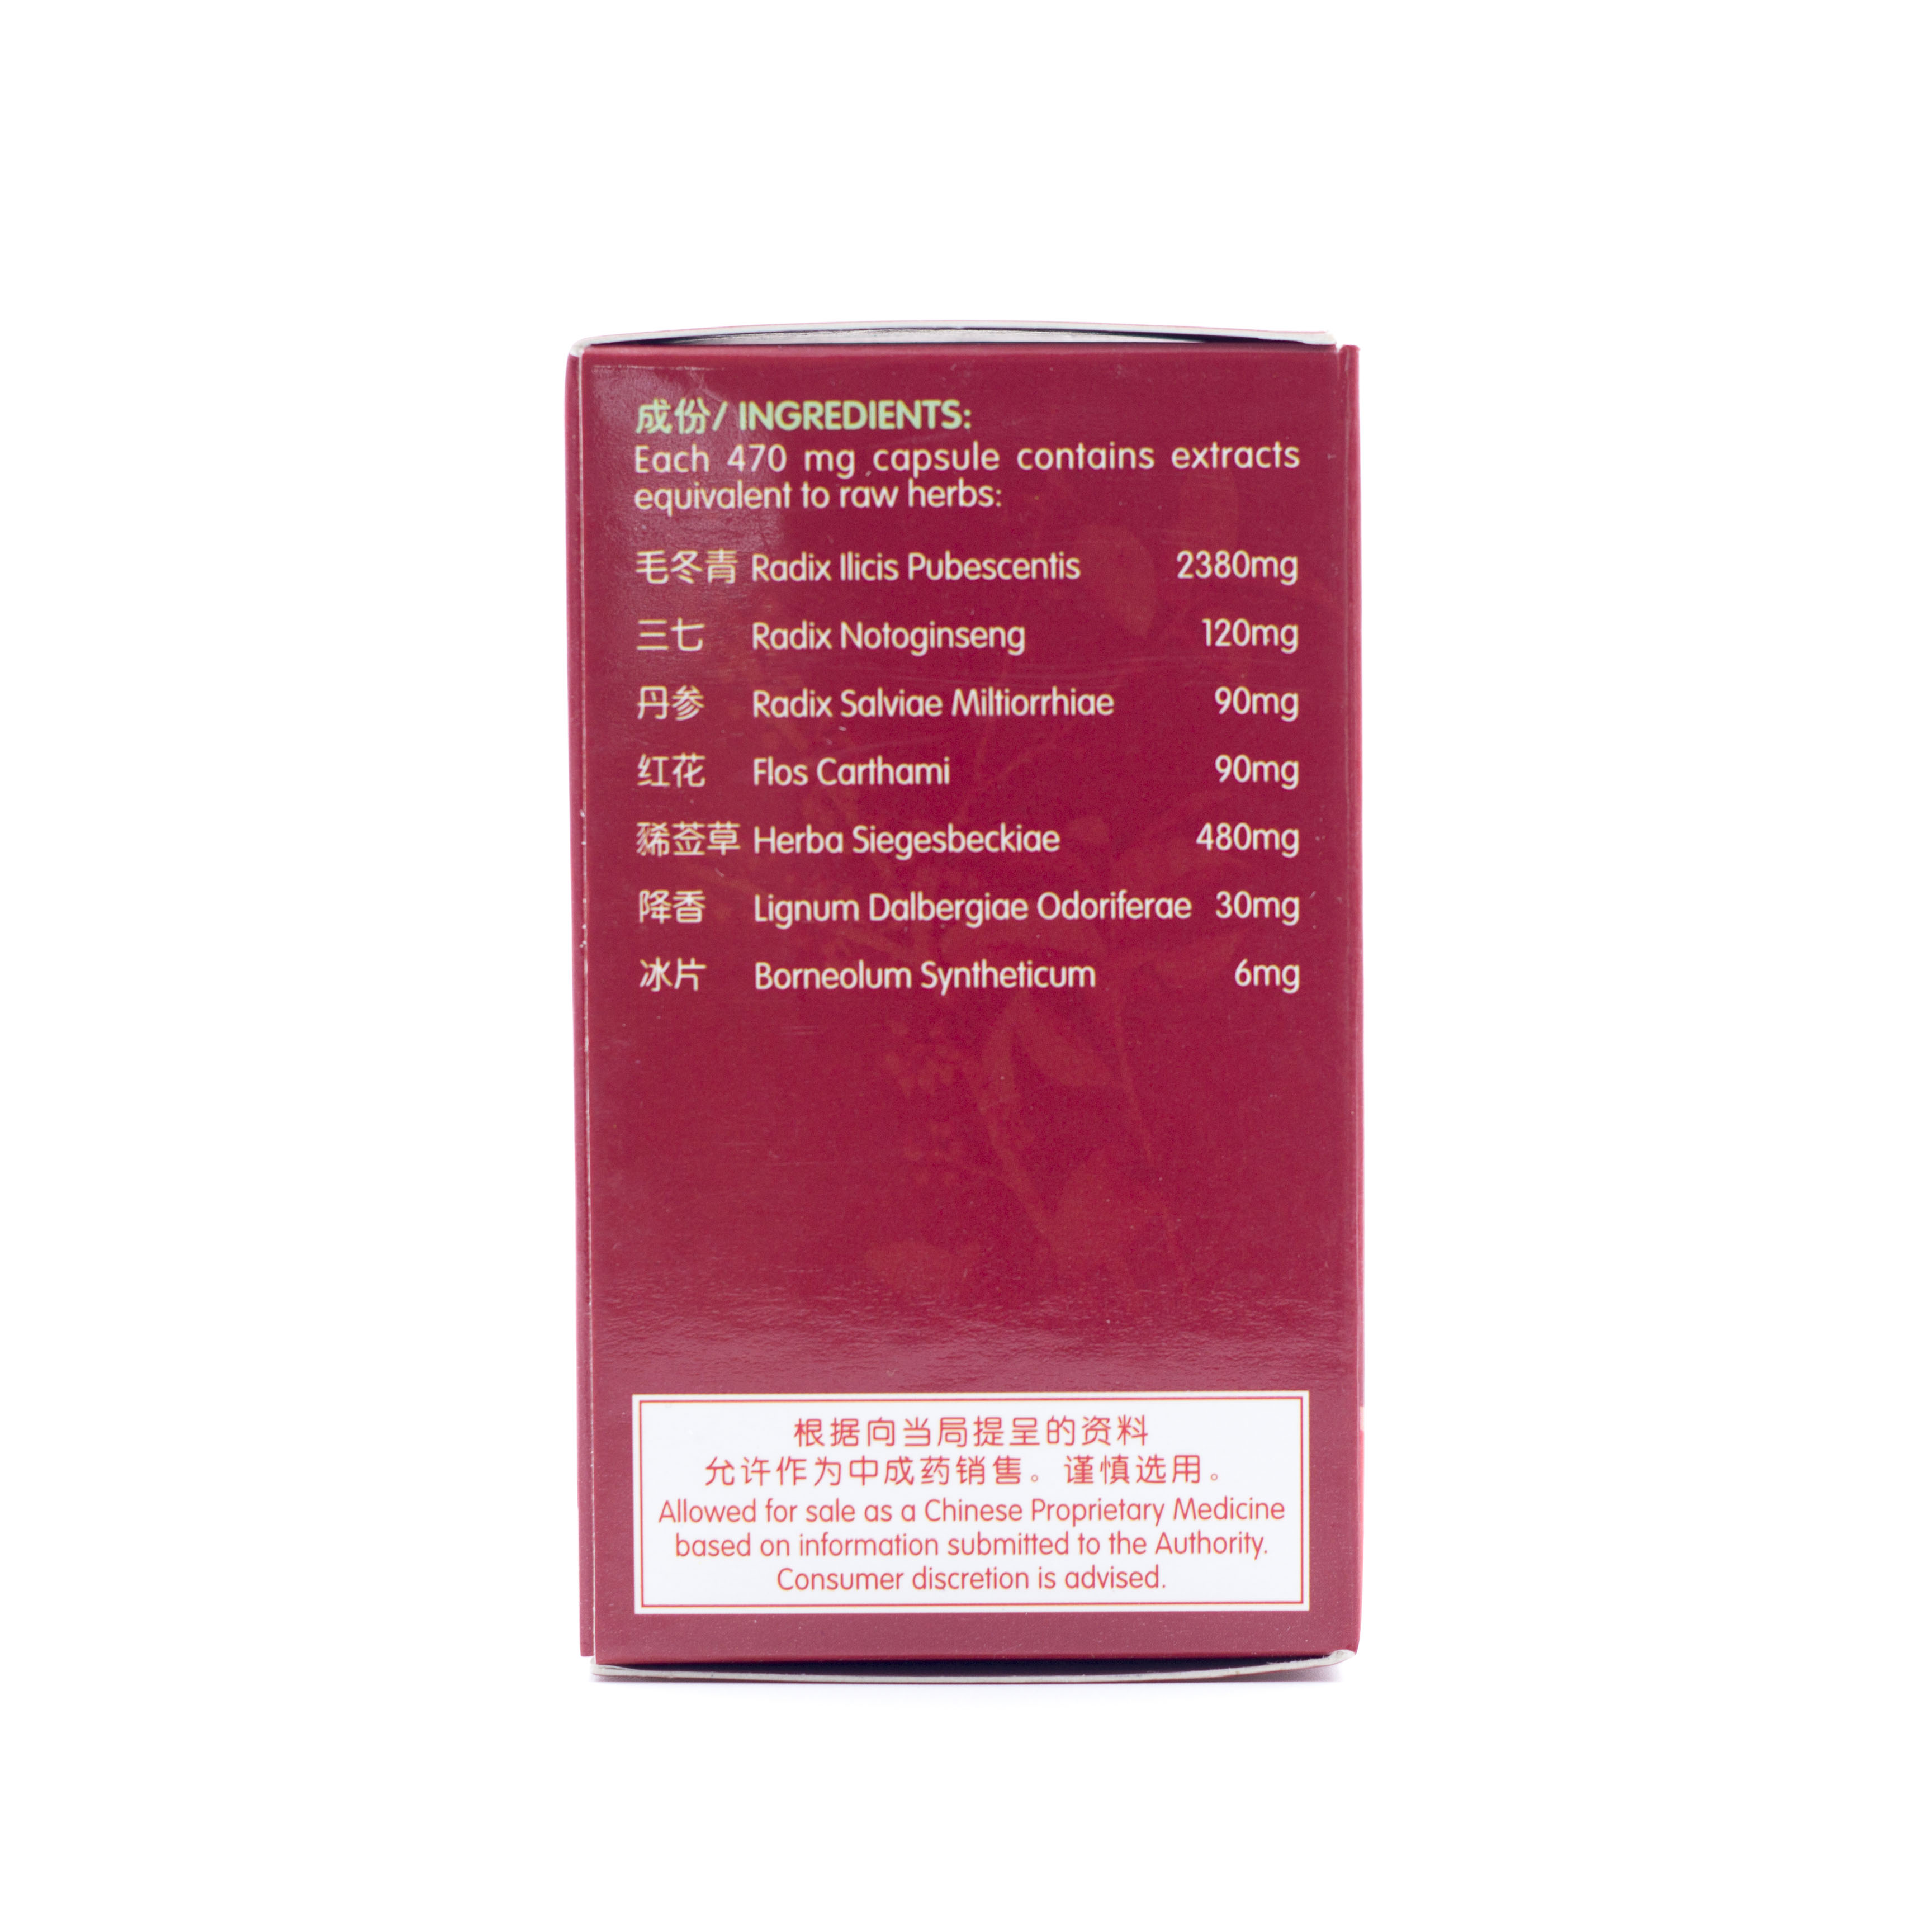 成份/ INGREDIENTS:
Each 470 mg capsule contains extracts
equivalent to raw herbs:
毛冬青 Radix Ilicis Pubescentis 2380mg
三七 Radix Notoginseng 120mg
丹参 Radix Salviae Miltiorrhiae 90mg
红花 Flos Carthami 90mg
豨莶草 Herba Siegesbeckiae 480mg
降香 Lignum Dalbergiae Odoriferae 30mg
冰片 Borneolum Syntheticum 6mg
根据向当局提呈的资料
允许作为中成药销售。谨慎选用。
Allowed for sale as a Chinese Proprietary Medicine
based on information submitted to the Authority.
Consumer discretion is advised.